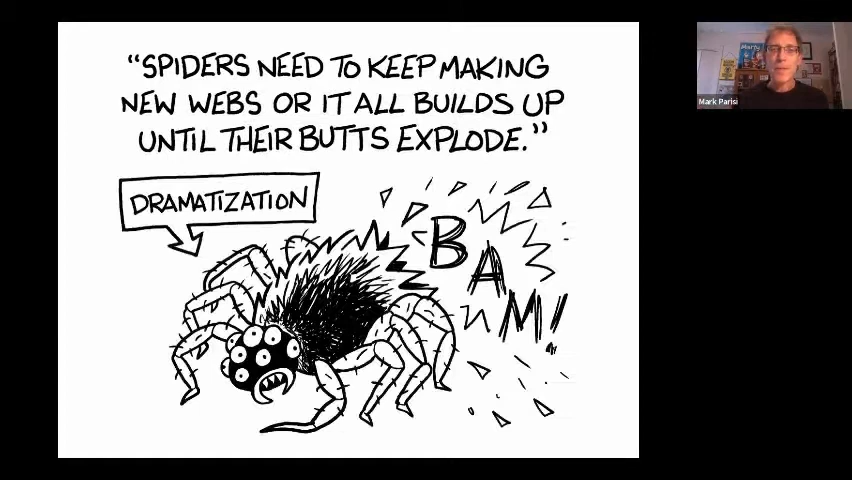 “SPIDERS NEED TO KEEP MAKING
NEW WEBS OR IT ALL BUILDS UP
UNTIL THEIR BUTTS EXPLODE.”
DRAMATIZATION
BAM!
Marty
Mark Parisi